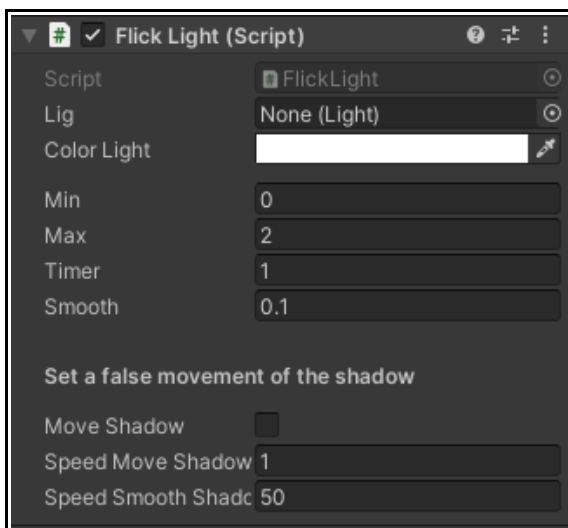 Flick Light (Script)
Script FlickLight
Lig None (Light)
Color Light
Min 0
Max 2
Timer 1
Smooth 0.1
Set a false movement of the shadow
Move Shadow
Speed Move Shadow 1
Speed Smooth Shadc 50